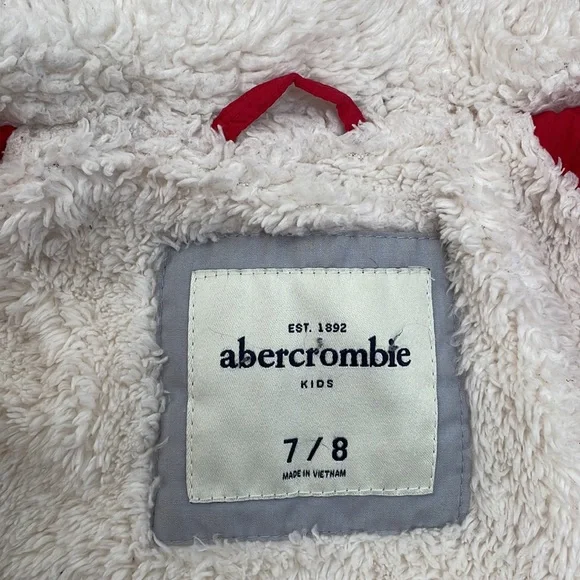 EST. 1892
abercrombie
KIDS
7/8
MADE IN VIETNAM